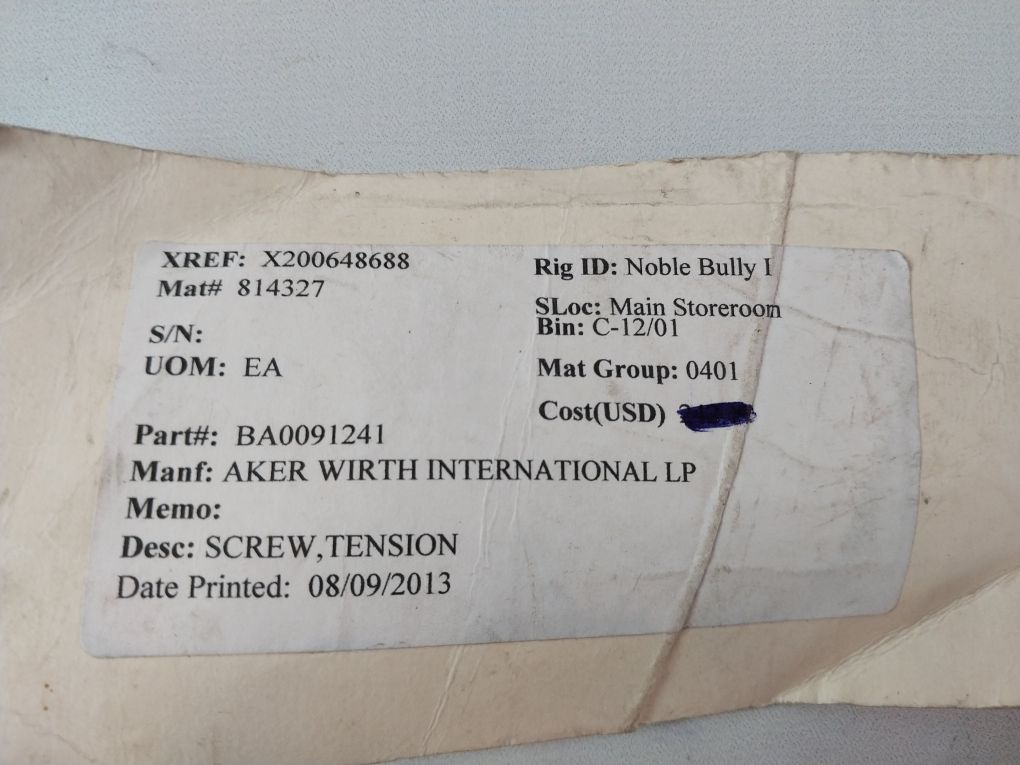 XREF: X200648688
Mat# 814327
S/N:
UOM: EA
Rig ID: Noble Bully I
SLoc: Main Storeroom
Bin: C-12/01
Mat Group: 0401
Cost(USD)
Part#: BA0091241
Manf: AKER WIRTH INTERNATIONAL LP
Memo:
Desc: SCREW,TENSION
Date Printed: 08/09/2013